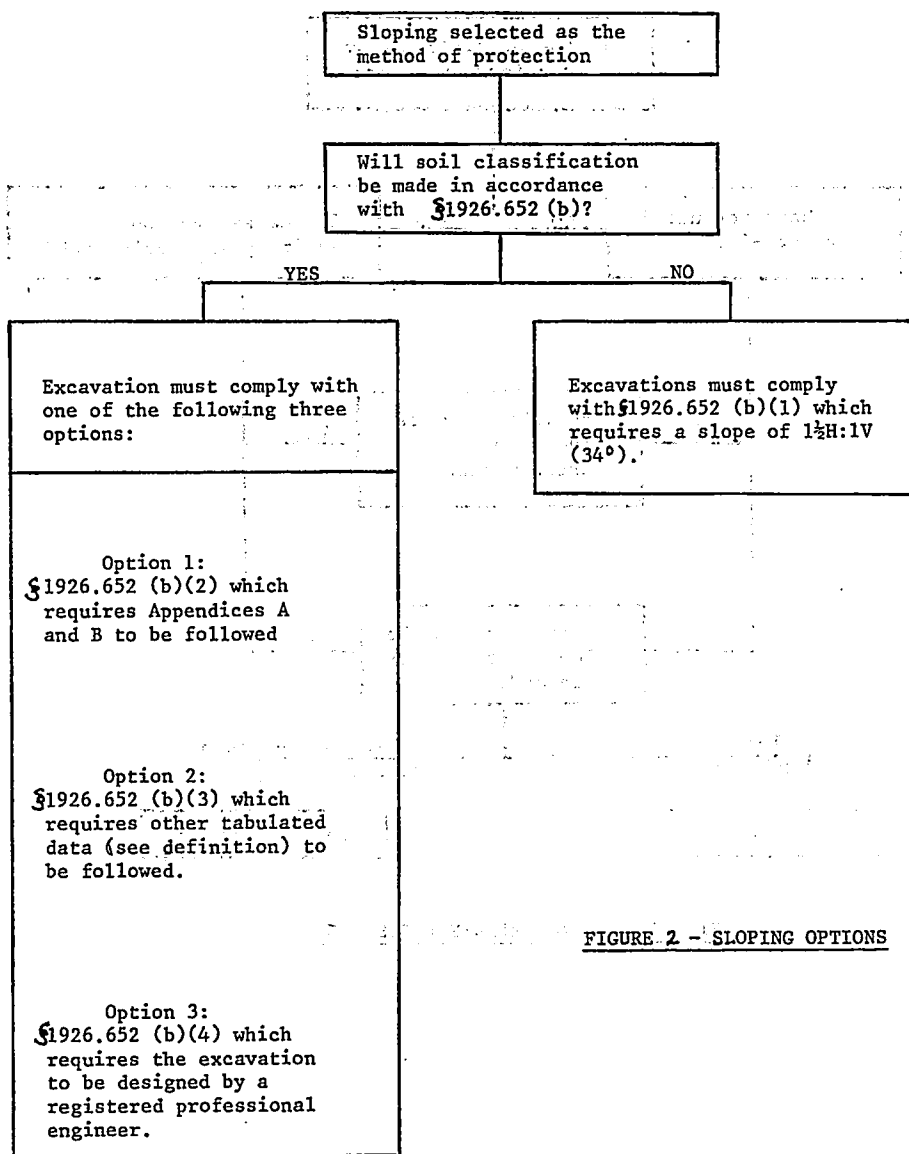 Sloping selected as the
method of protection
Will soil classification
be made in accordance
with §1926.652 (b)?
YES
NO
Excavation must comply with
one of the following three
options:
Excavations must comply
with §1926.652 (b)(1) which
requires a slope of 1½H:1V
(34°).
Option 1:
§1926.652 (b)(2) which
requires Appendices A
and B to be followed
Option 2:
§1926.652 (b)(3) which
requires other tabulated
data (see definition) to
be followed.
Option 3:
§1926.652 (b)(4) which
requires the excavation
to be designed by a
registered professional
engineer.
FIGURE 2 - SLOPING OPTIONS